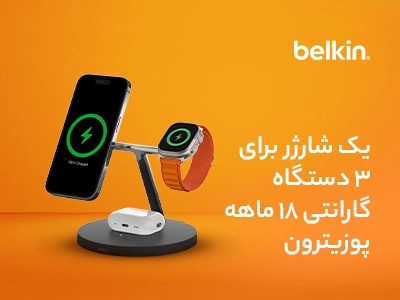 belkin
یک شارژر برای
۳ دستگاه
گارانتی ۱۸ ماهه
پوزیترون